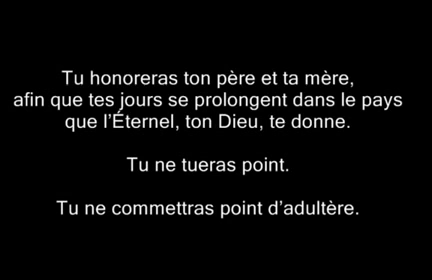 Tu honoreras ton père et ta mère,
afin que tes jours se prolongent dans le pays
que l'Éternel, ton Dieu, te donne.
Tu ne tueras point.
Tu ne commettras point d'adultère.